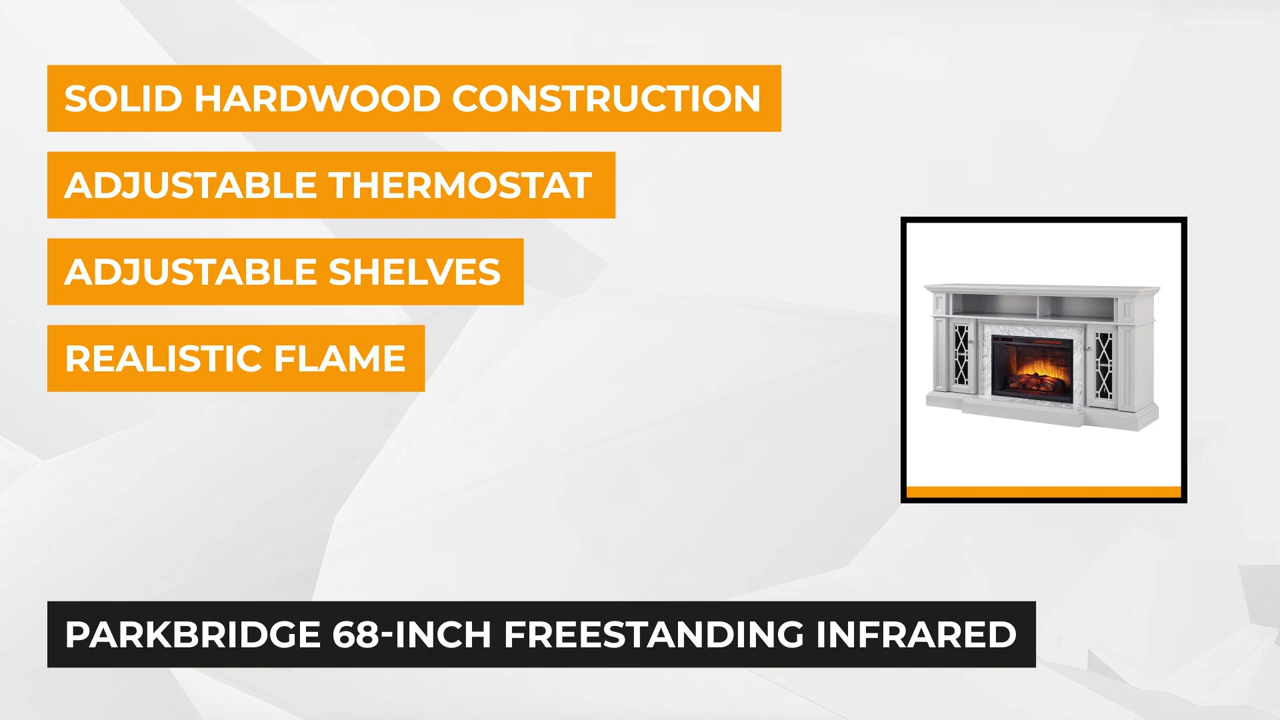 SOLID HARDWOOD CONSTRUCTION
ADJUSTABLE THERMOSTAT
ADJUSTABLE SHELVES
REALISTIC FLAME
PARKBRIDGE 68-INCH FREESTANDING INFRARED